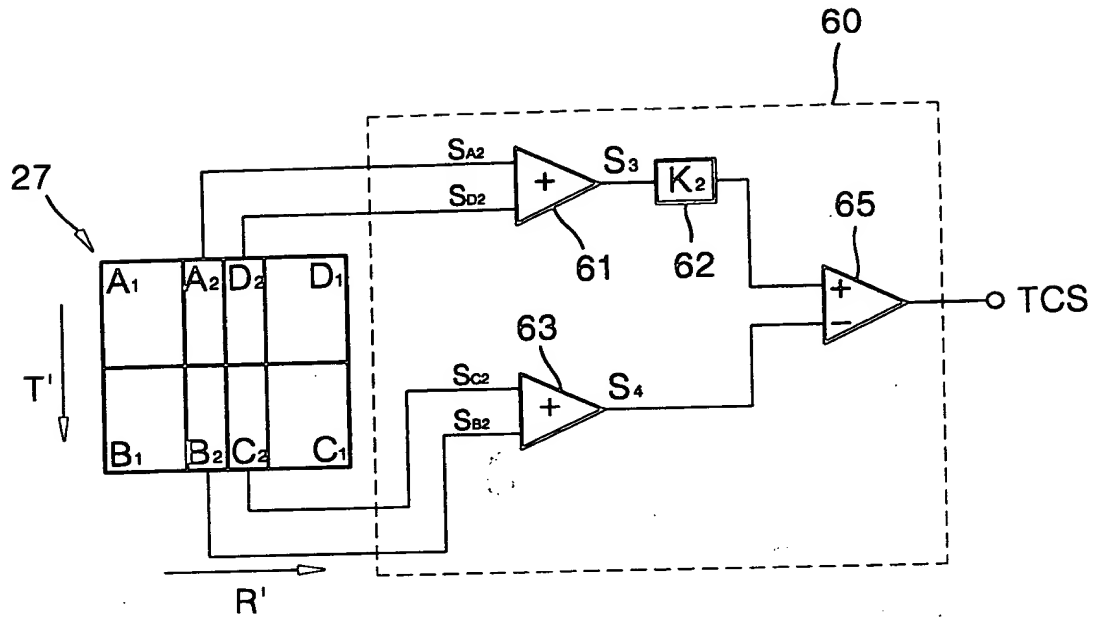 60
27
SA2
SD2
+
S3
K2
61
62
65
A1 A2 D2 D1
+
−
TCS
T'
63
SC2
SB2
+
S4
B1 B2 C2 C1
R'